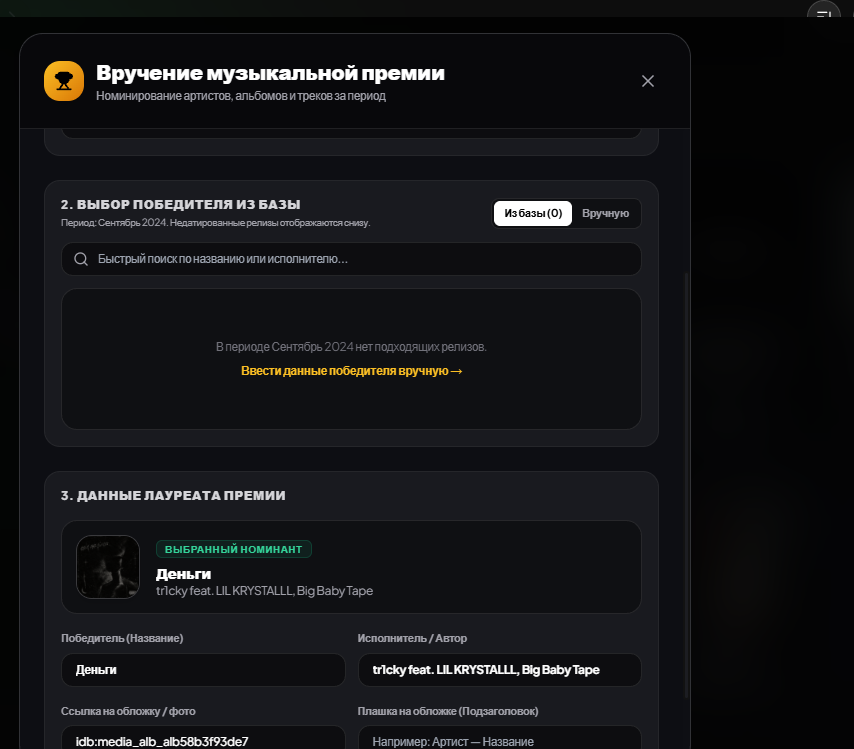 Вручение музыкальной премии
Номинирование артистов, альбомов и треков за период
2. ВЫБОР ПОБЕДИТЕЛЯ ИЗ БАЗЫ
Период: Сентябрь 2024. Недатированные релизы отображаются снизу.
Из базы (0)
Вручную
Быстрый поиск по названию или исполнителю...
В периоде Сентябрь 2024 нет подходящих релизов.
Ввести данные победителя вручную →
3. ДАННЫЕ ЛАУРЕАТА ПРЕМИИ
ВЫБРАННЫЙ НОМИНАНТ
Деньги
tr1cky feat. LIL KRYSTALLL, Big Baby Tape
Победитель (Название)
Исполнитель / Автор
Деньги
tr1cky feat. LIL KRYSTALLL, Big Baby Tape
Ссылка на обложку / фото
Плашка на обложке (Подзаголовок)
idb:media_alb_alb58b3f93de7
Например: Артист — Название